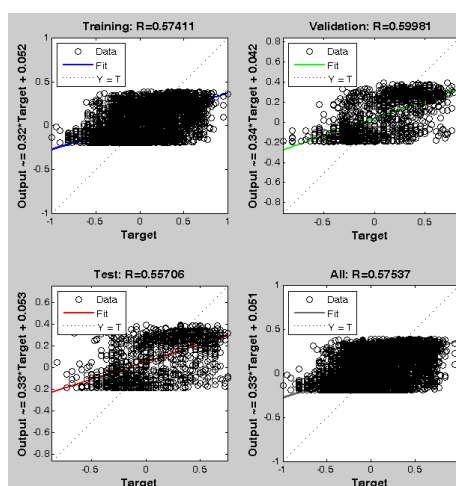 Training: R=0.57411
Output ~= 0.32*Target + 0.052
1
0.5
0
-0.5
-1
Data
Fit
Y = T
-0.5
0
0.5
1
Target
Validation: R=0.59981
Output ~= 0.34*Target + 0.042
0.8
0.6
0.4
0.2
0
-0.2
-0.4
-0.6
-0.8
Data
Fit
Y = T
-0.5
0
0.5
Target
Test: R=0.55706
Output ~= 0.33*Target + 0.053
0.6
0.4
0.2
0
-0.2
-0.4
-0.6
-0.8
Data
Fit
Y = T
-0.5
0
0.5
Target
All: R=0.57537
Output ~= 0.33*Target + 0.051
1
0.5
0
-0.5
-1
Data
Fit
Y = T
-1
-0.5
0
0.5
1
Target